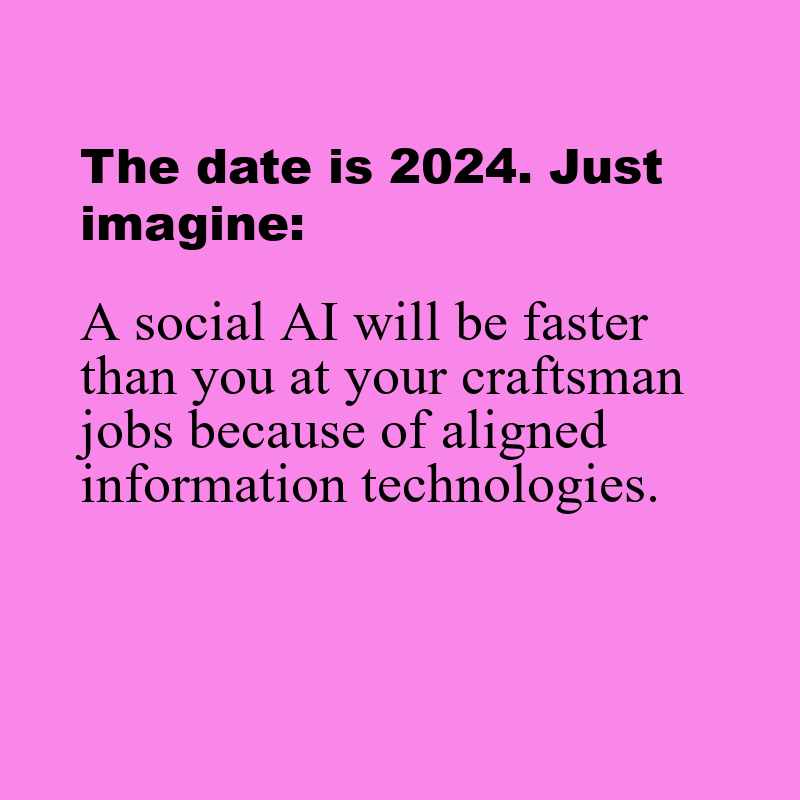 The date is 2024. Just
imagine:
A social AI will be faster
than you at your craftsman
jobs because of aligned
information technologies.